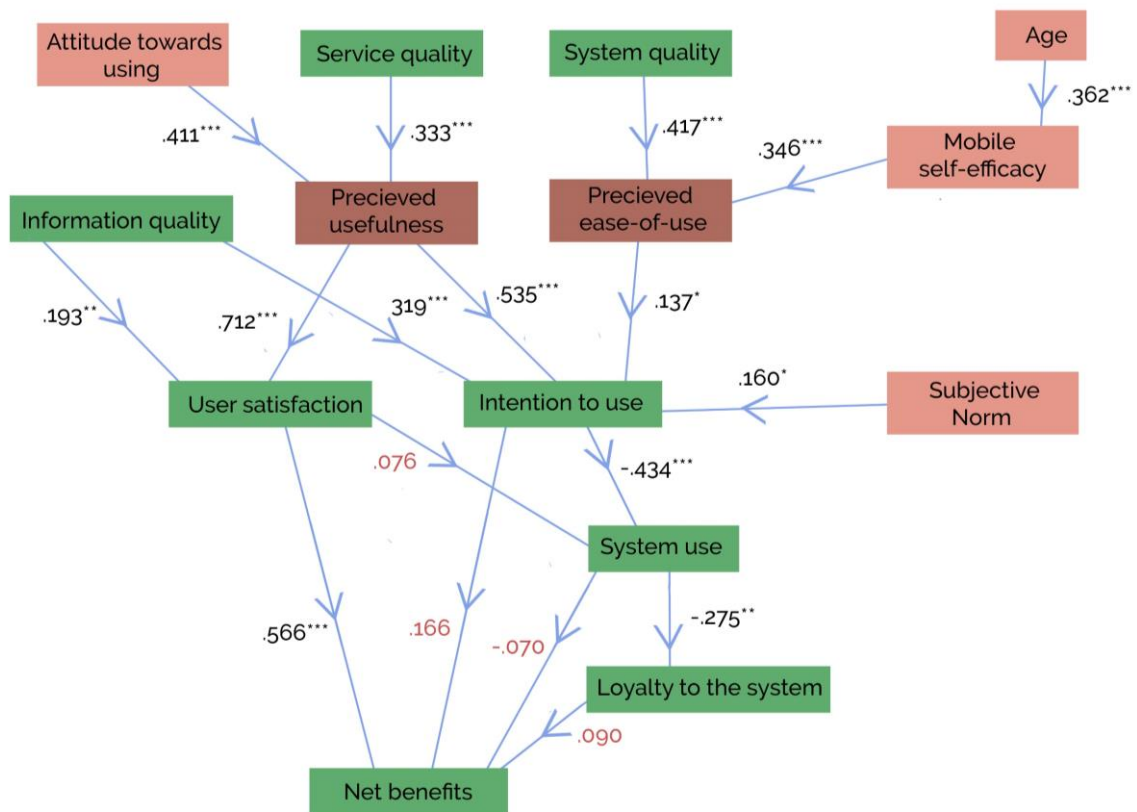 Attitude towards
using
Service quality
System quality
Age
.411***
.333***
.417***
.362***
.346***
Mobile
self-efficacy
Information quality
Precieved
usefulness
Precieved
ease-of-use
.193**
.712***
319***
.535***
.137*
User satisfaction
Intention to use
.160*
Subjective
Norm
.076
-.434***
System use
.566***
.166
-.070
-.275**
Loyalty to the system
.090
Net benefits